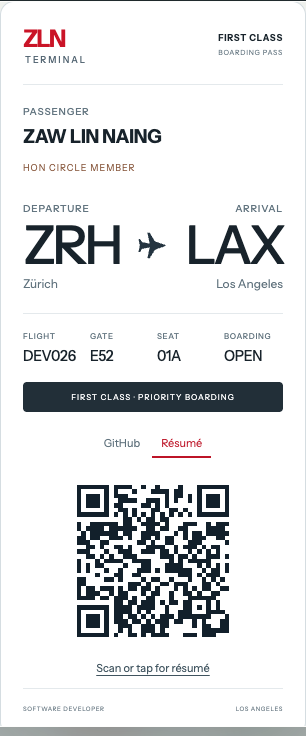 ZLN
TERMINAL
FIRST CLASS
BOARDING PASS
PASSENGER
ZAW LIN NAING
HON CIRCLE MEMBER
DEPARTURE ARRIVAL
ZRH LAX
Zürich Los Angeles
FLIGHT GATE SEAT BOARDING
DEV026 E52 01A OPEN
FIRST CLASS · PRIORITY BOARDING
GitHub Résumé
Scan or tap for résumé
SOFTWARE DEVELOPER LOS ANGELES